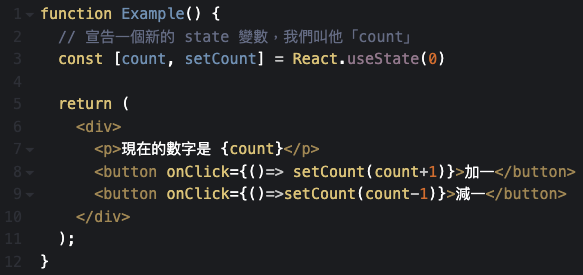 1 function Example() {
2 // 宣告一個新的 state 變數，我們叫他「count」
3 const [count, setCount] = React.useState(0)
4
5 return (
6 <div>
7 <p>現在的數字是 {count}</p>
8 <button onClick={()=> setCount(count+1)}>加一</button>
9 <button onClick={()=>setCount(count-1)}>減一</button>
10 </div>
11 );
12 }